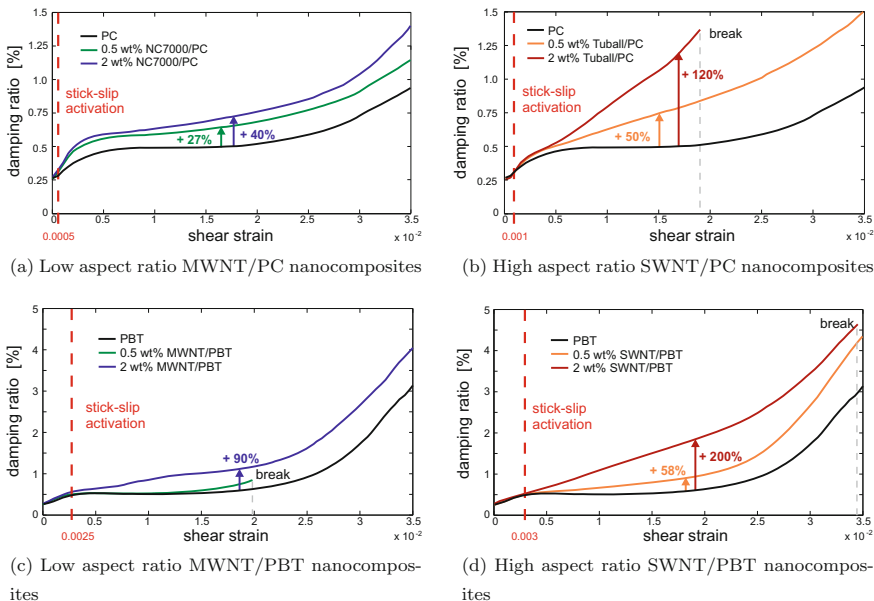 1.5
1.25
1.0
0.75
0.5
0.25
0
damping ratio [%]
PC
0.5 wt% NC7000/PC
2 wt% NC7000/PC
stick-slip
activation
+ 27%
+ 40%
0 0.5 1 1.5 2 2.5 3 3.5
0.0005
shear strain
x 10⁻²
(a) Low aspect ratio MWNT/PC nanocomposites
1.5
1.25
1.0
0.75
0.5
0.25
0
damping ratio [%]
PC
0.5 wt% Tuball/PC
2 wt% Tuball/PC
break
stick-slip
activation
+ 120%
+ 50%
0 0.5 1 1.5 2 2.5 3 3.5
0.001
shear strain
x 10⁻²
(b) High aspect ratio SWNT/PC nanocomposites
5
4
3
2
1
0
damping ratio [%]
PBT
0.5 wt% MWNT/PBT
2 wt% MWNT/PBT
stick-slip
activation
+ 90%
break
0 0.5 1 1.5 2 2.5 3 3.5
0.0025
shear strain
x 10⁻²
(c) Low aspect ratio MWNT/PBT nanocompos-
ites
5
4
3
2
1
0
damping ratio [%]
break
PBT
0.5 wt% SWNT/PBT
2 wt% SWNT/PBT
stick-slip
activation
+ 58%
+ 200%
0 0.5 1 1.5 2 2.5 3 3.5
0.003
shear strain
x 10⁻²
(d) High aspect ratio SWNT/PBT nanocompos-
ites